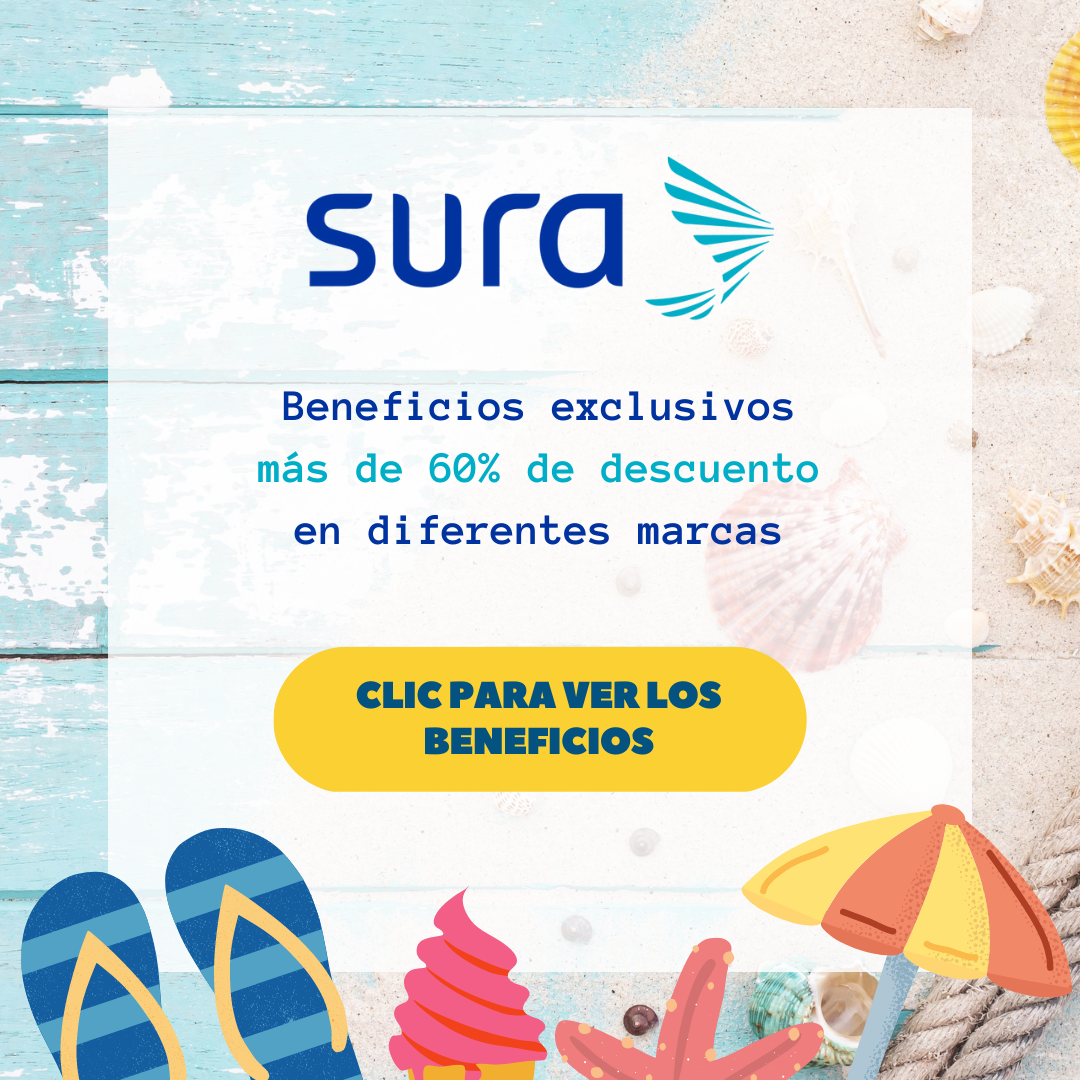 sura
Beneficios exclusivos
más de 60% de descuento
en diferentes marcas
CLIC PARA VER LOS
BENEFICIOS